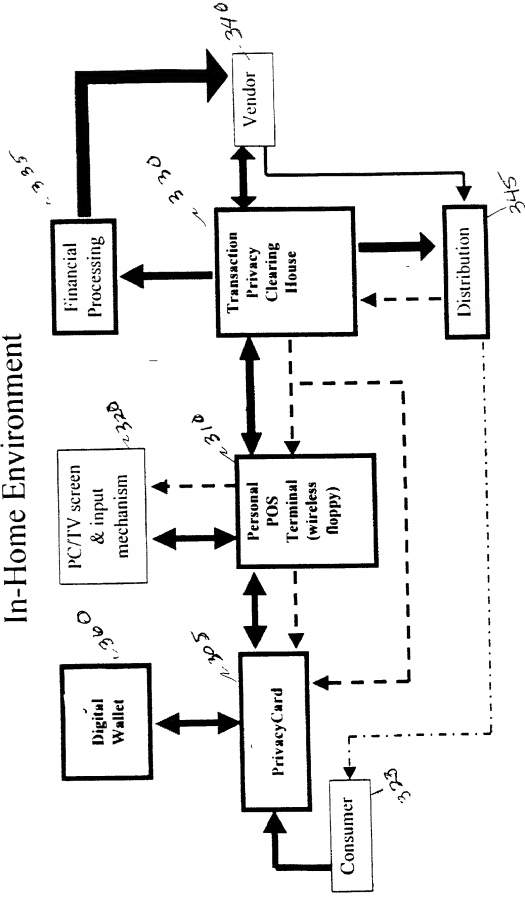 In-Home Environment
Digital
Wallet
360
PC/TV screen
& input
mechanism
320
Financial
Processing
335
PrivacyCard
305
Personal
POS
Terminal
(wireless
floppy)
310
Transaction
Privacy
Clearing
House
330
Vendor
340
Consumer
323
Distribution
345